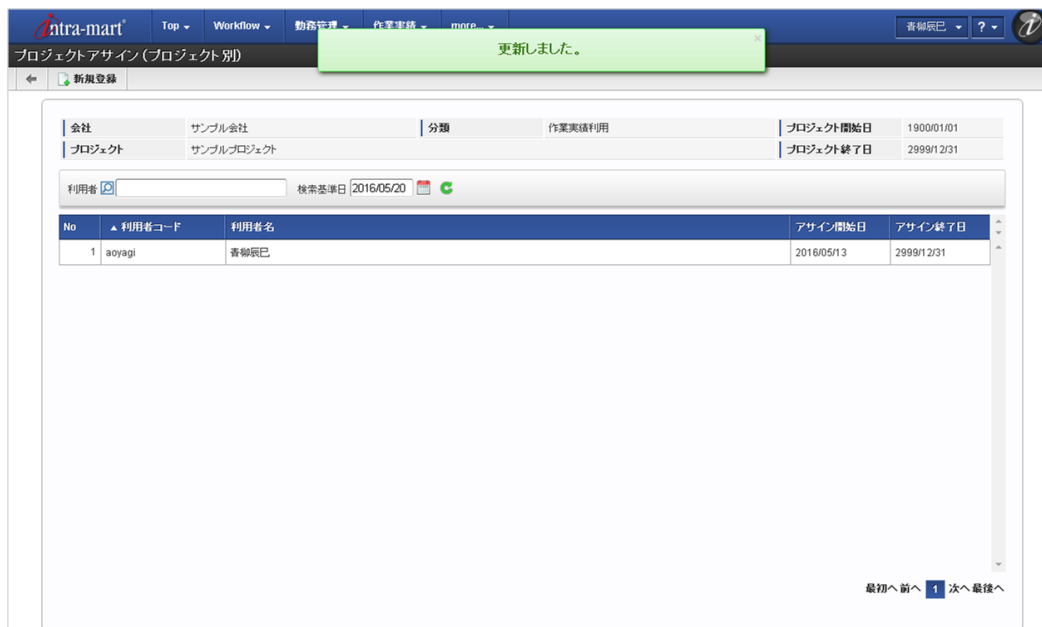 intra-mart Top Workflow 勤務管理 作業実績 more... 青柳辰巳 ?
更新しました。 ×
プロジェクトアサイン(プロジェクト別)
新規登録
会社 サンプル会社 分類 作業実績利用 プロジェクト開始日 1900/01/01
プロジェクト サンプルプロジェクト プロジェクト終了日 2999/12/31
利用者 検索基準日 2016/05/20
No ▲ 利用者コード 利用者名 アサイン開始日 アサイン終了日
1 aoyagi 青柳辰巳 2016/05/13 2999/12/31
最初へ 前へ 1 次へ 最後へ